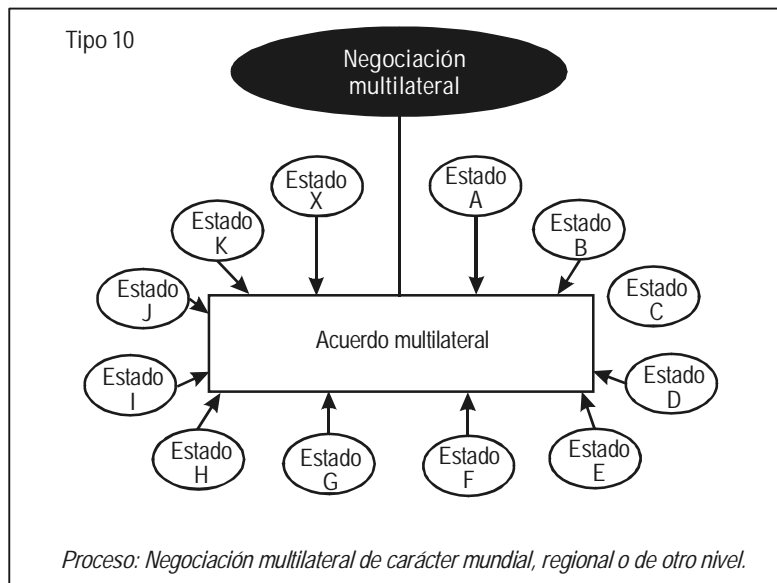 Tipo 10
Negociación
multilateral
Estado
X
Estado
A
Estado
K
Estado
B
Estado
J
Estado
C
Acuerdo multilateral
Estado
I
Estado
D
Estado
H
Estado
G
Estado
F
Estado
E
Proceso: Negociación multilateral de carácter mundial, regional o de otro nivel.